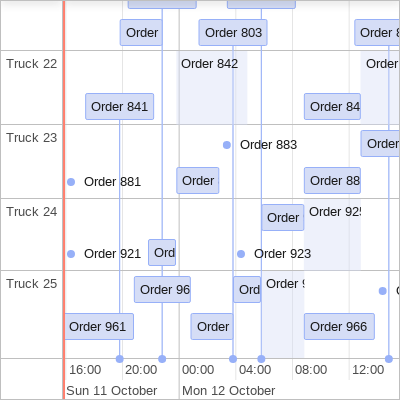 Order
Order 803
Order 8
Truck 22
Order 842
Order
Order 841
Order 84
Truck 23
Order 883
Order
Order 881
Order
Order 88
Truck 24
Order
Order 925
Order 921
Ord
Order 923
Truck 25
Order 9
Order 96
Ord
Order 961
Order
Order 966
16:00
20:00
00:00
04:00
08:00
12:00
Sun 11 October
Mon 12 October